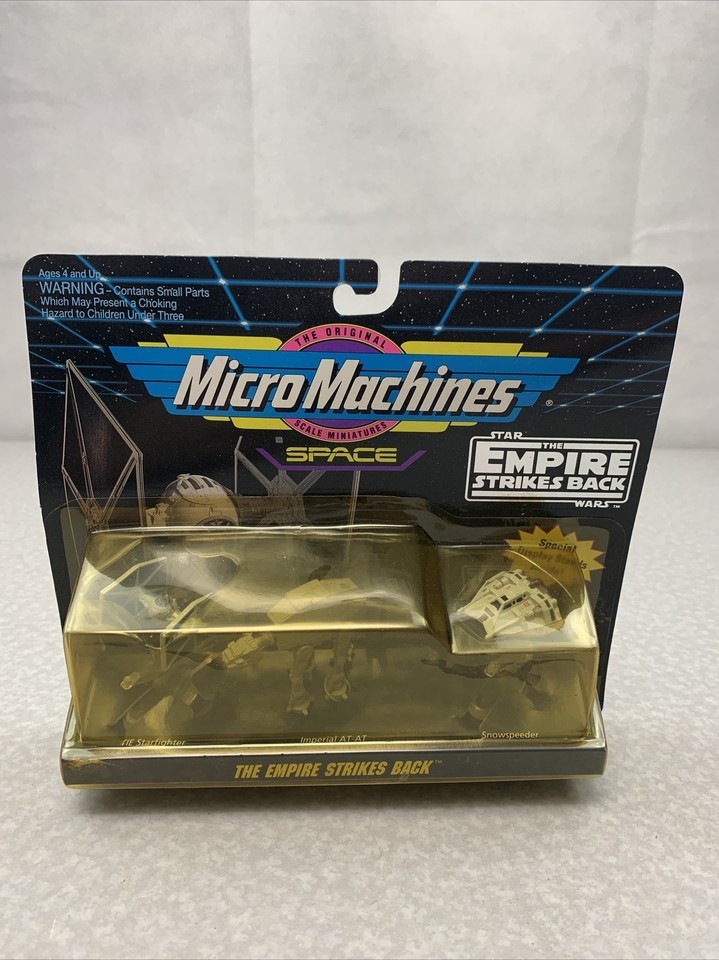 Ages 4 and Up
WARNING - Contains Small Parts
Which May Present a Choking
Hazard to Children Under Three
THE ORIGINAL
Micro Machines ®
SCALE MINIATURES
SPACE
STAR
THE
EMPIRE
STRIKES BACK
WARS ™
Special
Display Stands
TIE Starfighter
Imperial AT-AT
Snowspeeder
THE EMPIRE STRIKES BACK™